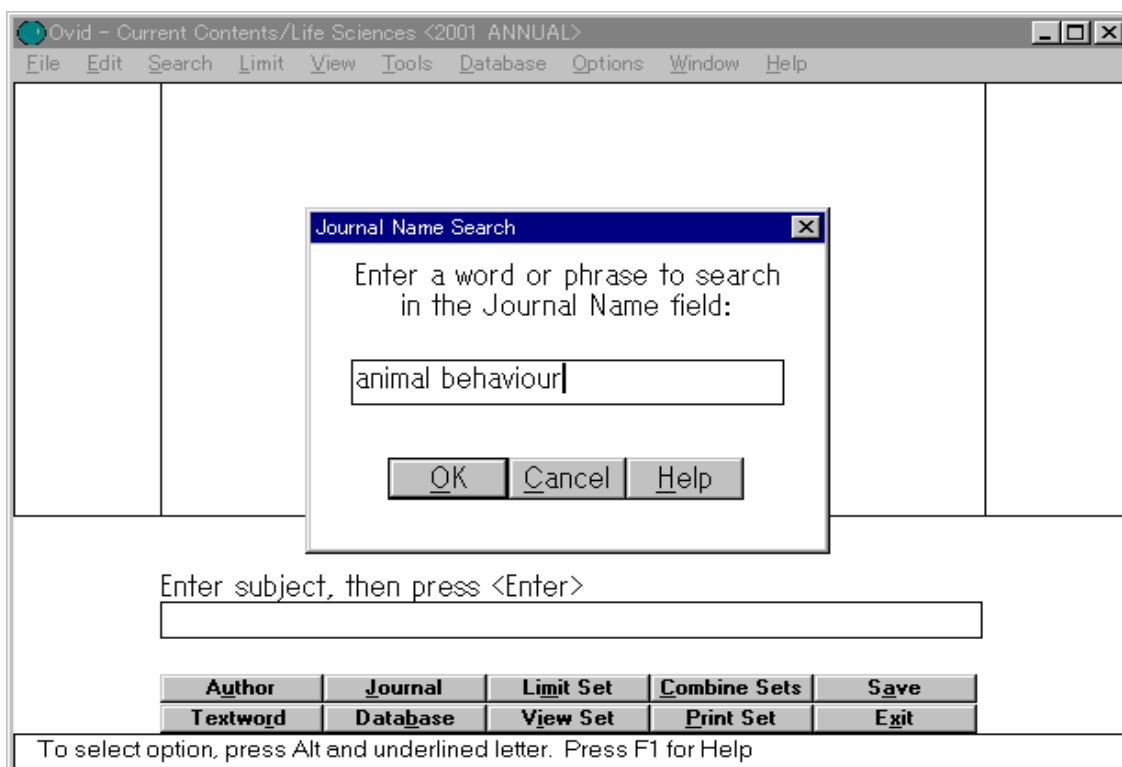 Ovid - Current Contents/Life Sciences <2001 ANNUAL>
File Edit Search Limit View Tools Database Options Window Help
Journal Name Search
Enter a word or phrase to search
in the Journal Name field:
animal behaviour
OK Cancel Help
Enter subject, then press <Enter>
Author Journal Limit Set Combine Sets Save
Textword Database View Set Print Set Exit
To select option, press Alt and underlined letter. Press F1 for Help